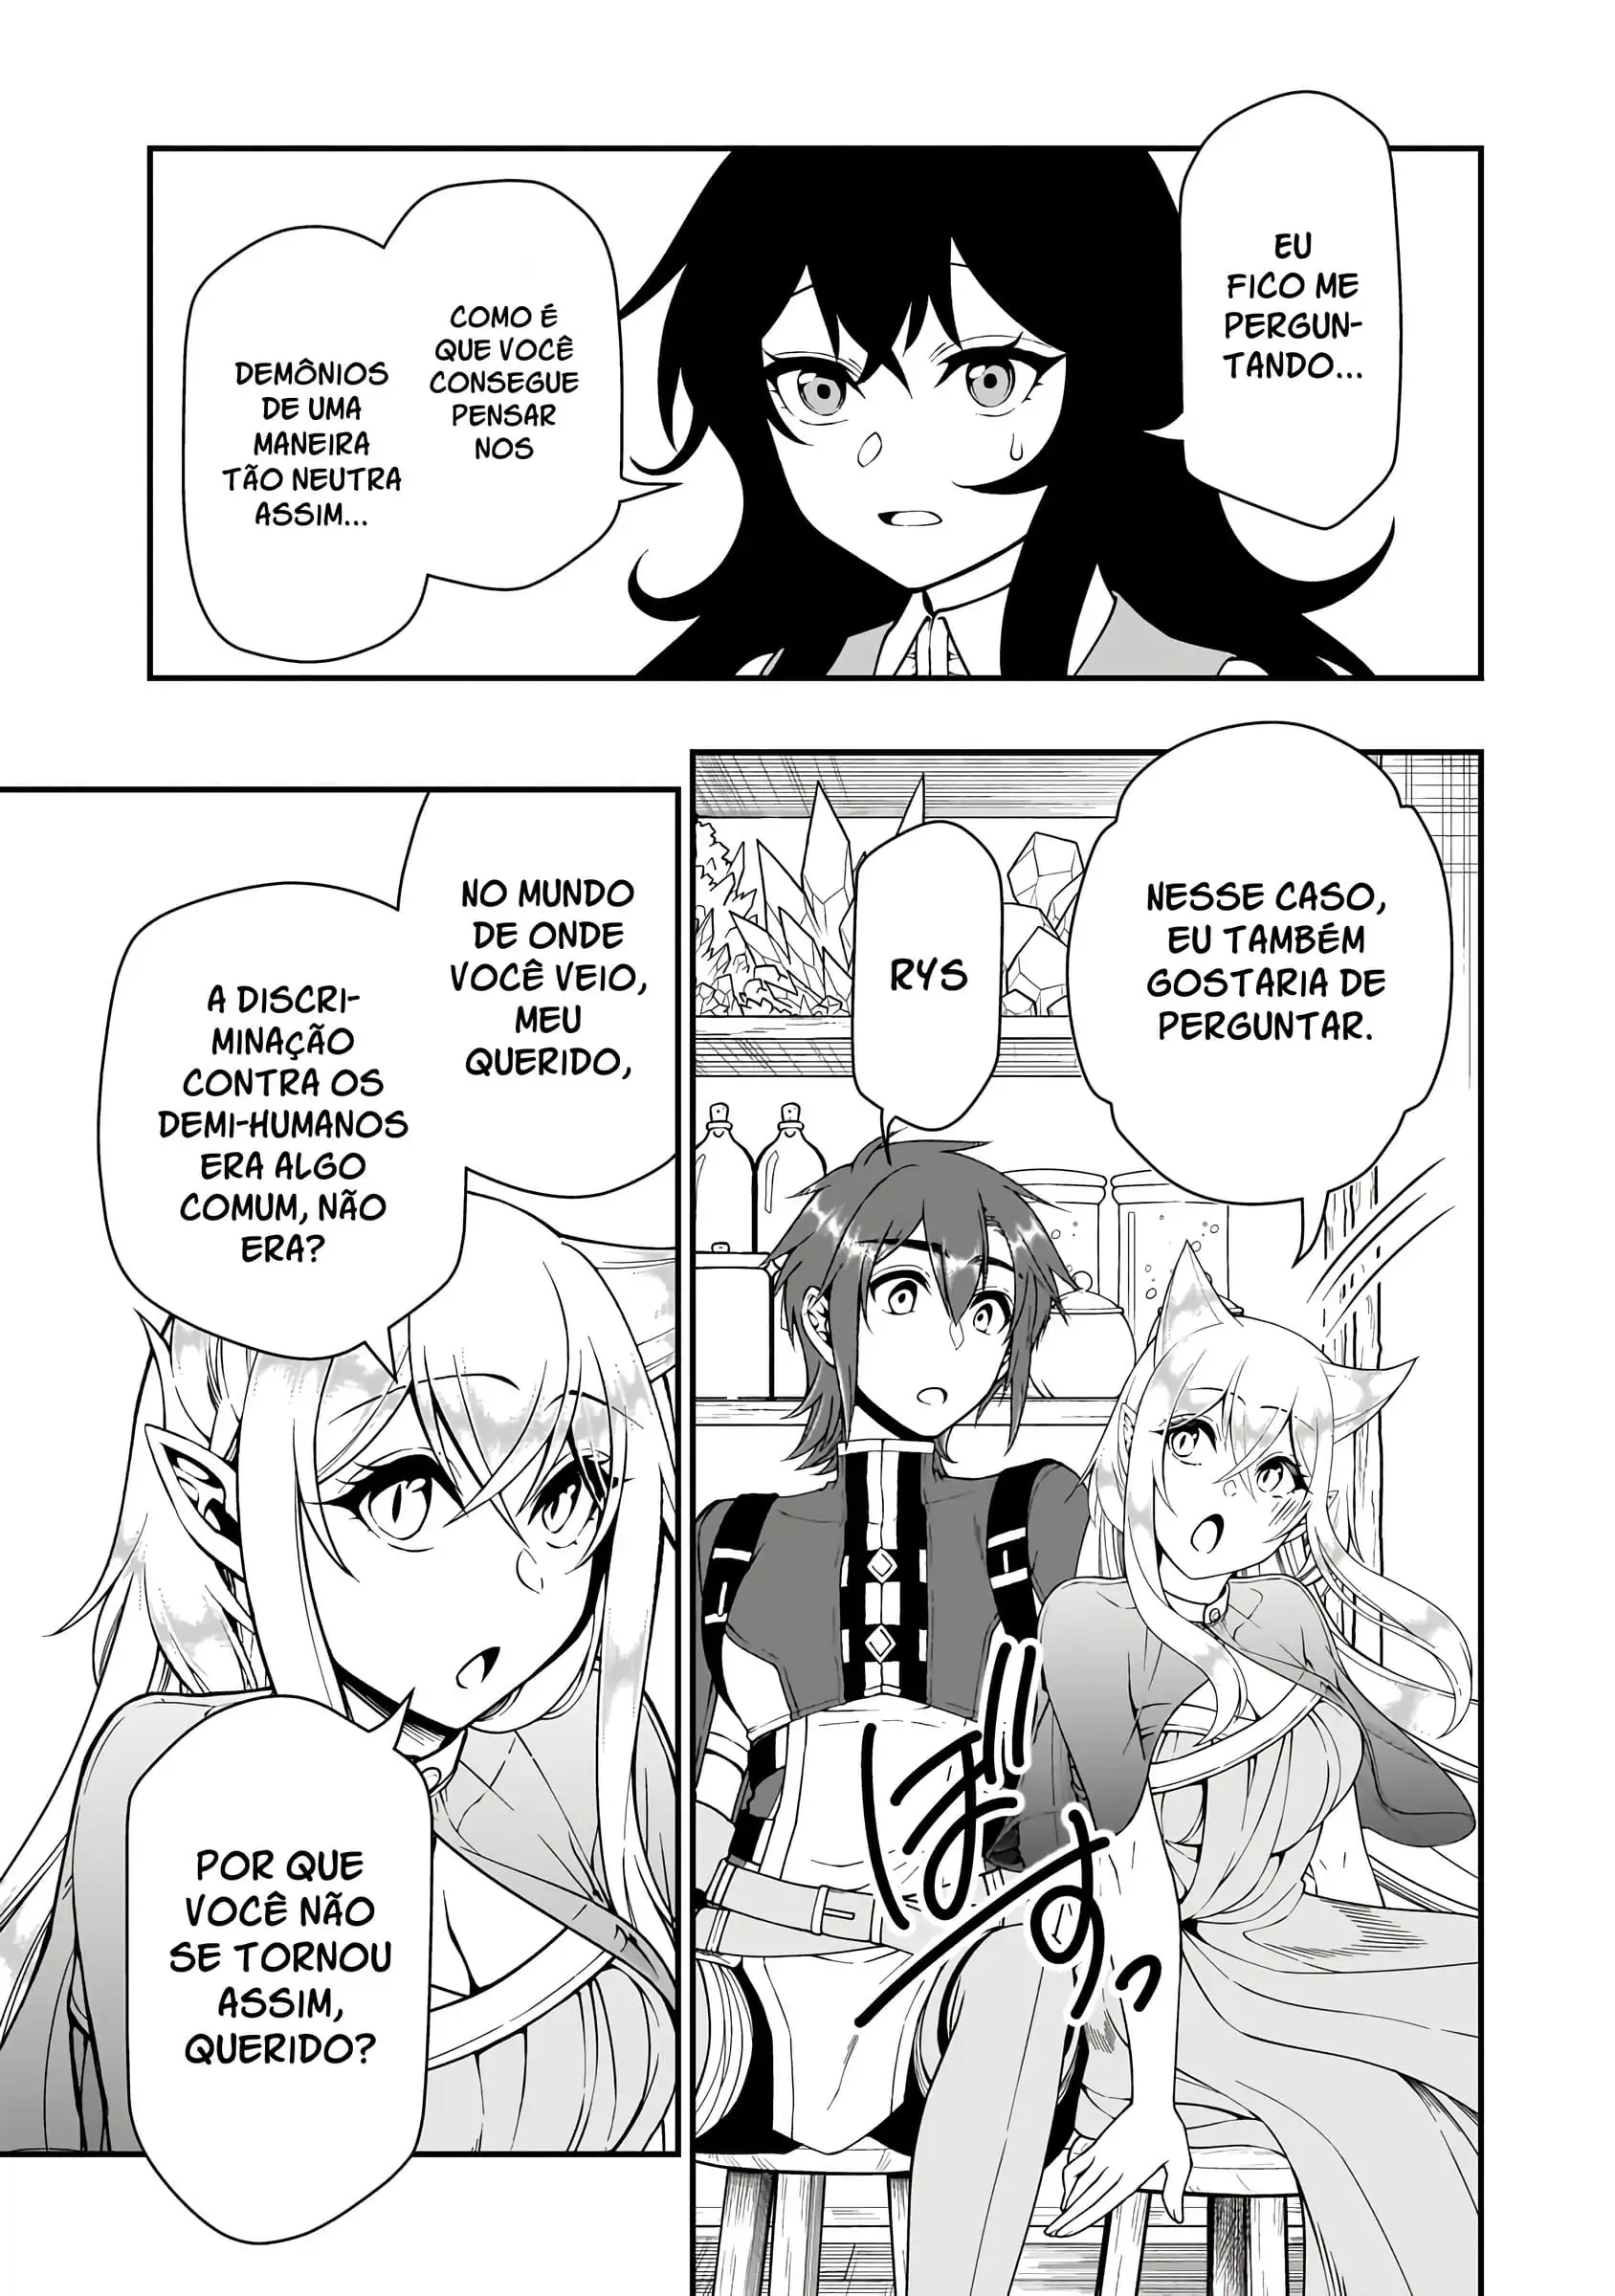 EU
FICO ME
PERGUN-
TANDO...
COMO É
QUE VOCÊ
CONSEGUE
PENSAR
NOS
DEMÔNIOS
DE UMA
MANEIRA
TÃO NEUTRA
ASSIM...
NESSE CASO,
EU TAMBÉM
GOSTARIA DE
PERGUNTAR.
RYS
ぼすっ
NO MUNDO
DE ONDE
VOCÊ VEIO,
MEU
QUERIDO,
A DISCRI-
MINAÇÃO
CONTRA OS
DEMI-HUMANOS
ERA ALGO
COMUM, NÃO
ERA?
POR QUE
VOCÊ NÃO
SE TORNOU
ASSIM,
QUERIDO?